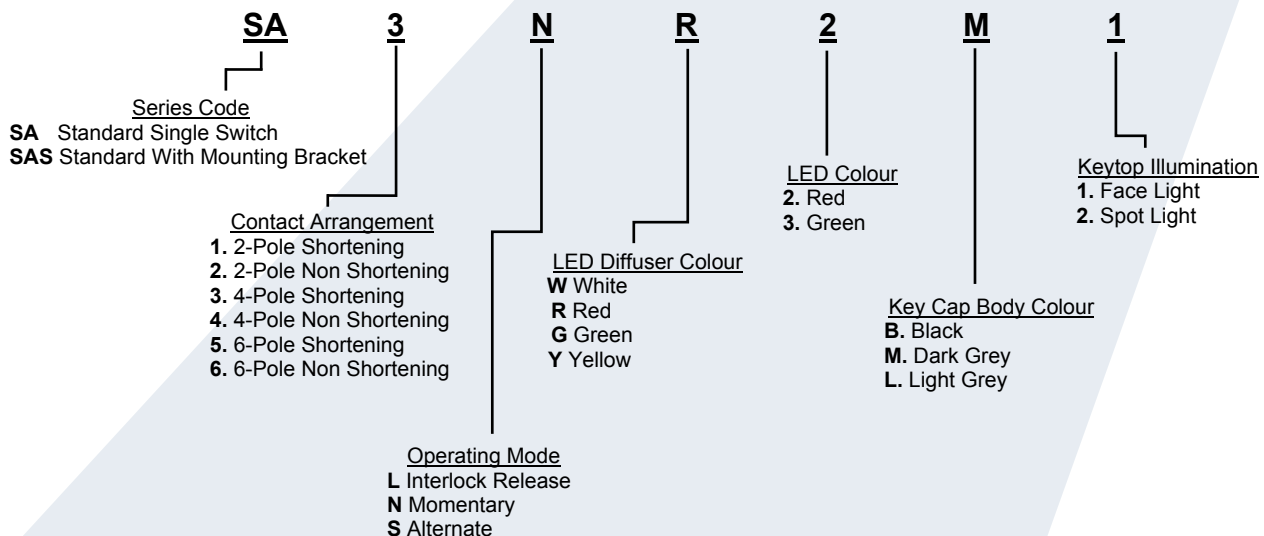 SA 3 N R 2 M 1
Series Code
SA Standard Single Switch
SAS Standard With Mounting Bracket
Contact Arrangement
1. 2-Pole Shortening
2. 2-Pole Non Shortening
3. 4-Pole Shortening
4. 4-Pole Non Shortening
5. 6-Pole Shortening
6. 6-Pole Non Shortening
Operating Mode
L Interlock Release
N Momentary
S Alternate
LED Diffuser Colour
W White
R Red
G Green
Y Yellow
LED Colour
2. Red
3. Green
Key Cap Body Colour
B. Black
M. Dark Grey
L. Light Grey
Keytop Illumination
1. Face Light
2. Spot Light